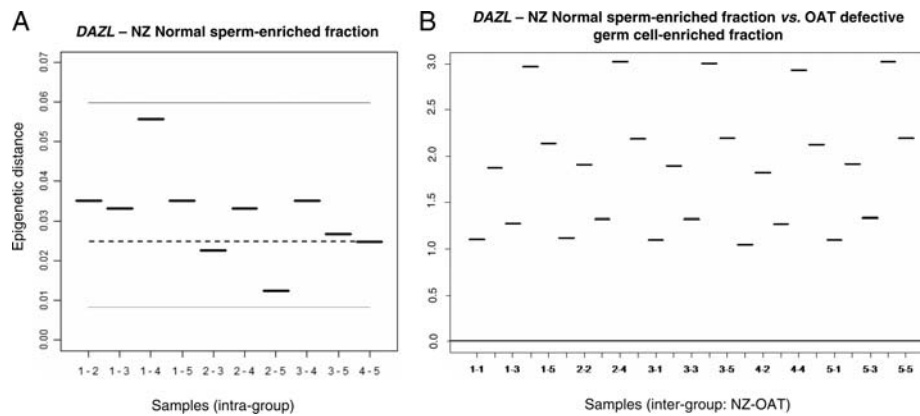 A
DAZL – NZ Normal sperm-enriched fraction
Epigenetic distance
0.07
0.06
0.05
0.04
0.03
0.02
0.01
0.00
1 - 2 1 - 3 1 - 4 1 - 5 2 - 3 2 - 4 2 - 5 3 - 4 3 - 5 4 - 5
Samples (intra-group)
B
DAZL – NZ Normal sperm-enriched fraction vs. OAT defective
germ cell-enriched fraction
3.0
2.5
2.0
1.5
1.0
0.5
0.0
1-1 1-3 1-5 2-2 2-4 3-1 3-3 3-5 4-2 4-4 5-1 5-3 5-5
Samples (inter-group: NZ-OAT)